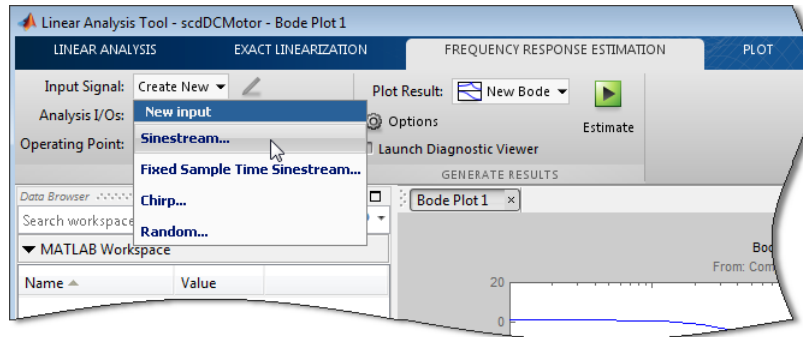 Linear Analysis Tool - scdDCMotor - Bode Plot 1
LINEAR ANALYSIS EXACT LINEARIZATION FREQUENCY RESPONSE ESTIMATION PLOT
Input Signal: Create New Plot Result: New Bode
Analysis I/Os: New input Options Estimate
Operating Point: Sinestream... Launch Diagnostic Viewer
Fixed Sample Time Sinestream... GENERATE RESULTS
Data Browser Chirp... Bode Plot 1 ×
Search workspace Random...
MATLAB Workspace
From: Com
Name Value 20
0